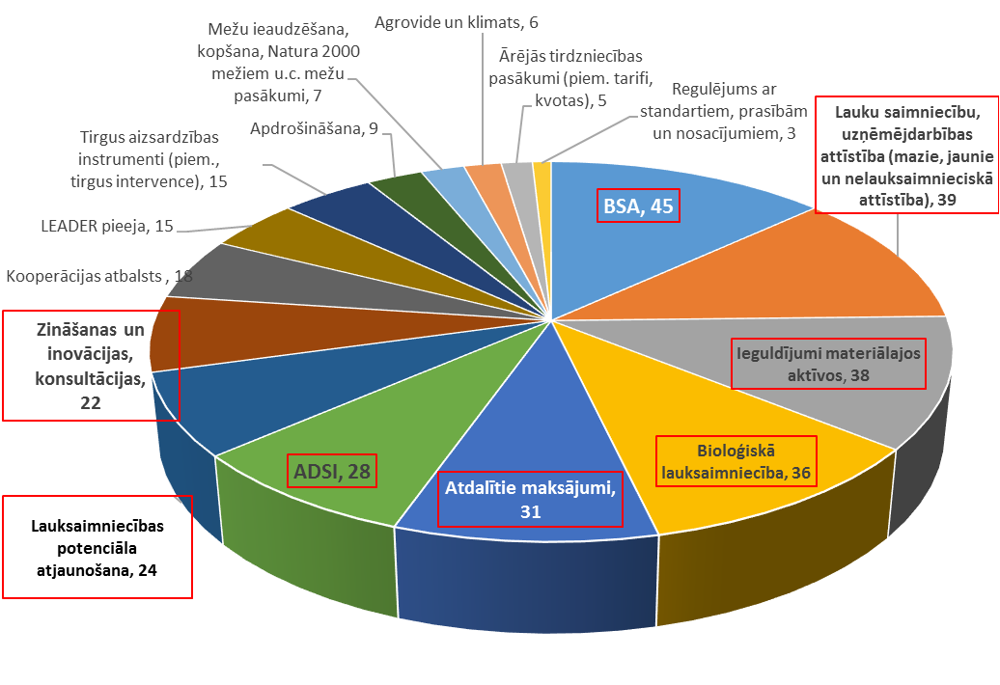 Agrovide un klimats, 6
Mežu ieaudzēšana,
kopšana, Natura 2000
mežiem u.c. mežu
pasākumi, 7
Ārējās tirdzniecības
pasākumi (piem. tarifi,
kvotas), 5
Regulējums ar
standartiem, prasībām
un nosacījumiem, 3
Lauku saimniecību,
uzņēmējdarbības
attīstība (mazie, jaunie
un nelauksaimnieciskā
attīstība), 39
Apdrošināšana, 9
Tirgus aizsardzības
instrumenti (piem.,
tirgus intervence), 15
BSA, 45
LEADER pieeja, 15
Kooperācijas atbalsts , 18
Zināšanas un
inovācijas,
konsultācijas,
22
Ieguldījumi materiālajos
aktīvos, 38
Bioloģiskā
lauksaimniecība, 36
ADSI, 28
Atdalītie maksājumi,
31
Lauksaimniecības
potenciāla
atjaunošana, 24